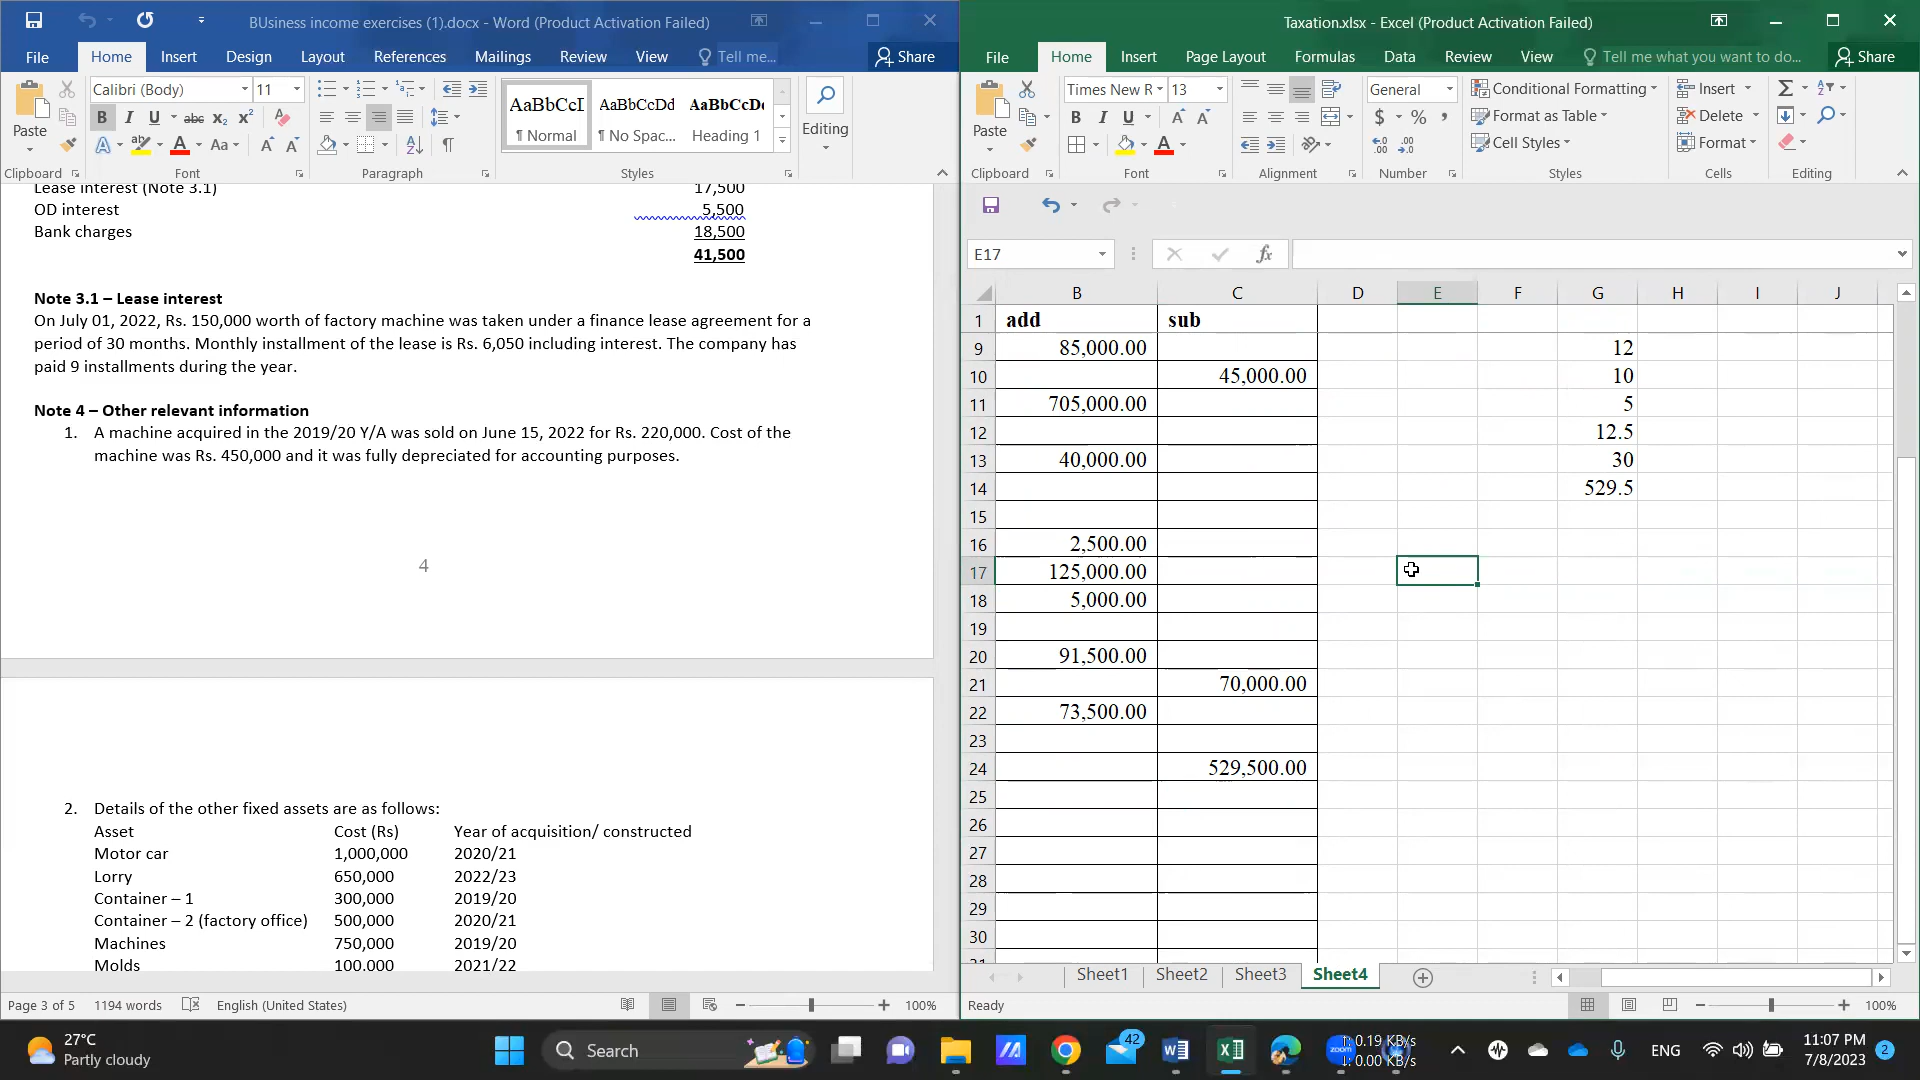 BUsiness income exercises (1).docx - Word (Product Activation Failed)
File Home Insert Design Layout References Mailings Review View Tell me... Share
Calibri (Body) 11
Paste
B I U abc x₂ x²
A A Aa A A
AaBbCcI AaBbCcDd AaBbCcDc
¶ Normal ¶ No Spac... Heading 1
Editing
Clipboard Font Paragraph Styles
Lease interest (Note 3.1) 17,500
OD interest 5,500
Bank charges 18,500
41,500
Note 3.1 – Lease interest
On July 01, 2022, Rs. 150,000 worth of factory machine was taken under a finance lease agreement for a
period of 30 months. Monthly installment of the lease is Rs. 6,050 including interest. The company has
paid 9 installments during the year.
Note 4 – Other relevant information
1. A machine acquired in the 2019/20 Y/A was sold on June 15, 2022 for Rs. 220,000. Cost of the
machine was Rs. 450,000 and it was fully depreciated for accounting purposes.
4
2. Details of the other fixed assets are as follows:
Asset Cost (Rs) Year of acquisition/ constructed
Motor car 1,000,000 2020/21
Lorry 650,000 2022/23
Container – 1 300,000 2019/20
Container – 2 (factory office) 500,000 2020/21
Machines 750,000 2019/20
Molds 100,000 2021/22
Page 3 of 5 1194 words English (United States) 100%
Taxation.xlsx - Excel (Product Activation Failed)
File Home Insert Page Layout Formulas Data Review View Tell me what you want to do... Share
Times New R 13 General
Paste
B I U A A
$ % ,
Conditional Formatting
Format as Table
Cell Styles
Insert
Delete
Format
Clipboard Font Alignment Number Styles Cells Editing
E17 fx
B C D E F G H I J
1 add sub
9 85,000.00 12
10 45,000.00 10
11 705,000.00 5
12 12.5
13 40,000.00 30
14 529.5
15
16 2,500.00
17 125,000.00
18 5,000.00
19
20 91,500.00
21 70,000.00
22 73,500.00
23
24 529,500.00
25
26
27
28
29
30
Sheet1 Sheet2 Sheet3 Sheet4
Ready 100%
27°C
Partly cloudy
Search
42
zoom
↑: 0.19 KB/s
↓: 0.00 KB/s
ENG
11:07 PM
7/8/2023
2